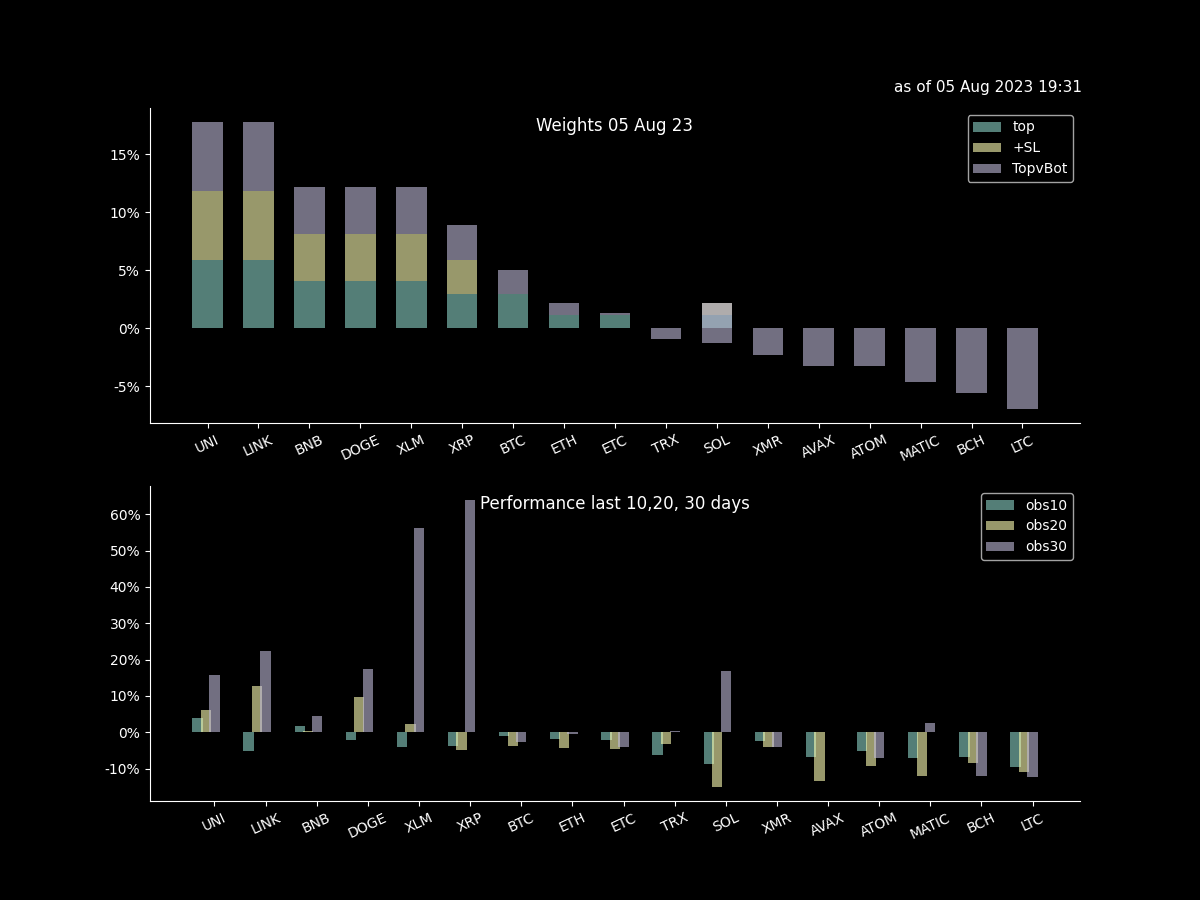 as of 05 Aug 2023 19:31
Weights 05 Aug 23
top
+SL
TopvBot
15%
10%
5%
0%
-5%
UNI LINK BNB DOGE XLM XRP BTC ETH ETC TRX SOL XMR AVAX ATOM MATIC BCH LTC
Performance last 10,20, 30 days
obs10
obs20
obs30
60%
50%
40%
30%
20%
10%
0%
-10%
UNI LINK BNB DOGE XLM XRP BTC ETH ETC TRX SOL XMR AVAX ATOM MATIC BCH LTC